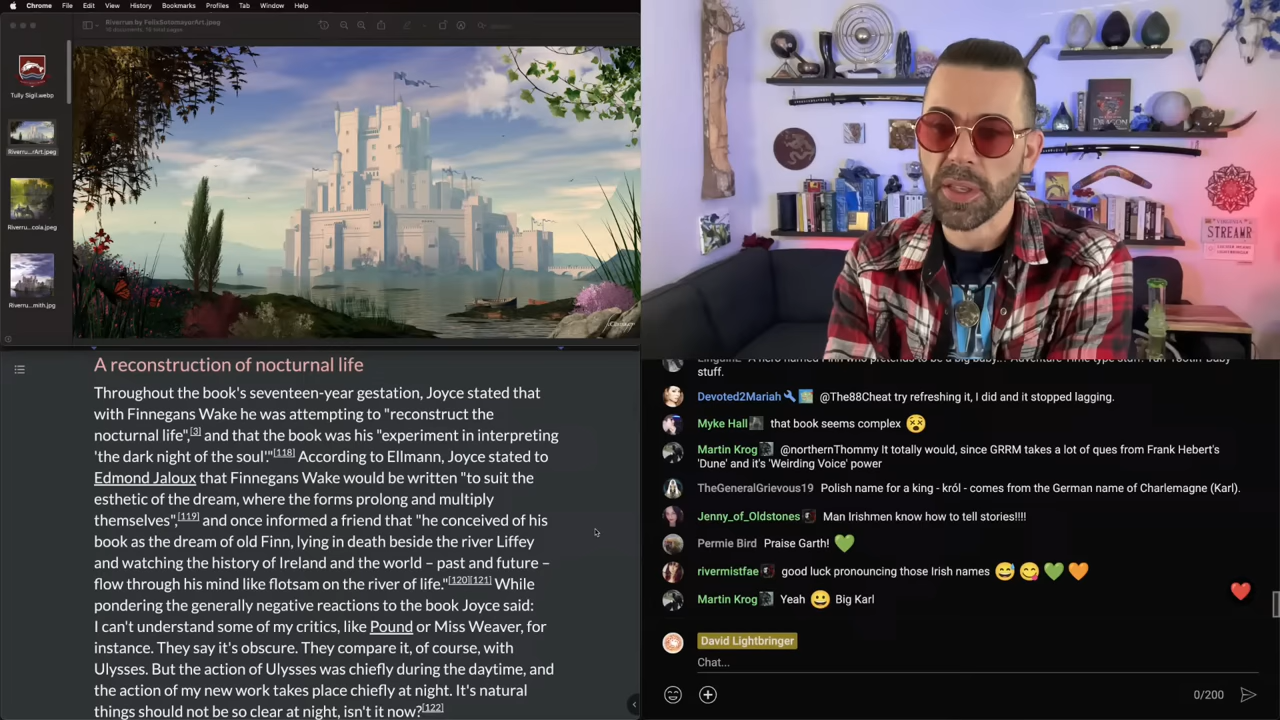 Chrome File Edit View History Bookmarks Profiles Tab Window Help
Riverrun by FelixSotomayorArt.jpeg
Tully Sigil.webp
Riverru...rArt.jpeg
Riverru...cola.jpeg
Riverru...mith.jpg
DRAGON
STREAMR
A reconstruction of nocturnal life
Throughout the book's seventeen-year gestation, Joyce stated that
with Finnegans Wake he was attempting to "reconstruct the
nocturnal life",[3] and that the book was his "experiment in interpreting
'the dark night of the soul'."[118] According to Ellmann, Joyce stated to
Edmond Jaloux that Finnegans Wake would be written "to suit the
esthetic of the dream, where the forms prolong and multiply
themselves",[119] and once informed a friend that "he conceived of his
book as the dream of old Finn, lying in death beside the river Liffey
and watching the history of Ireland and the world – past and future –
flow through his mind like flotsam on the river of life."[120][121] While
pondering the generally negative reactions to the book Joyce said:
I can't understand some of my critics, like Pound or Miss Weaver, for
instance. They say it's obscure. They compare it, of course, with
Ulysses. But the action of Ulysses was chiefly during the daytime, and
the action of my new work takes place chiefly at night. It's natural
things should not be so clear at night, isn't it now?[122]
stuff.
Devoted2Mariah @The88Cheat try refreshing it, I did and it stopped lagging.
Myke Hall that book seems complex 😵
Martin Krog @northernThommy It totally would, since GRRM takes a lot of ques from Frank Hebert's
'Dune' and it's 'Weirding Voice' power
TheGeneralGrievous19 Polish name for a king - król - comes from the German name of Charlemagne (Karl).
Jenny_of_Oldstones Man Irishmen know how to tell stories!!!!
Permie Bird Praise Garth! 💚
rivermistfae good luck pronouncing those Irish names 😅😋💚🧡
Martin Krog Yeah 😀 Big Karl
David Lightbringer
Chat...
0/200